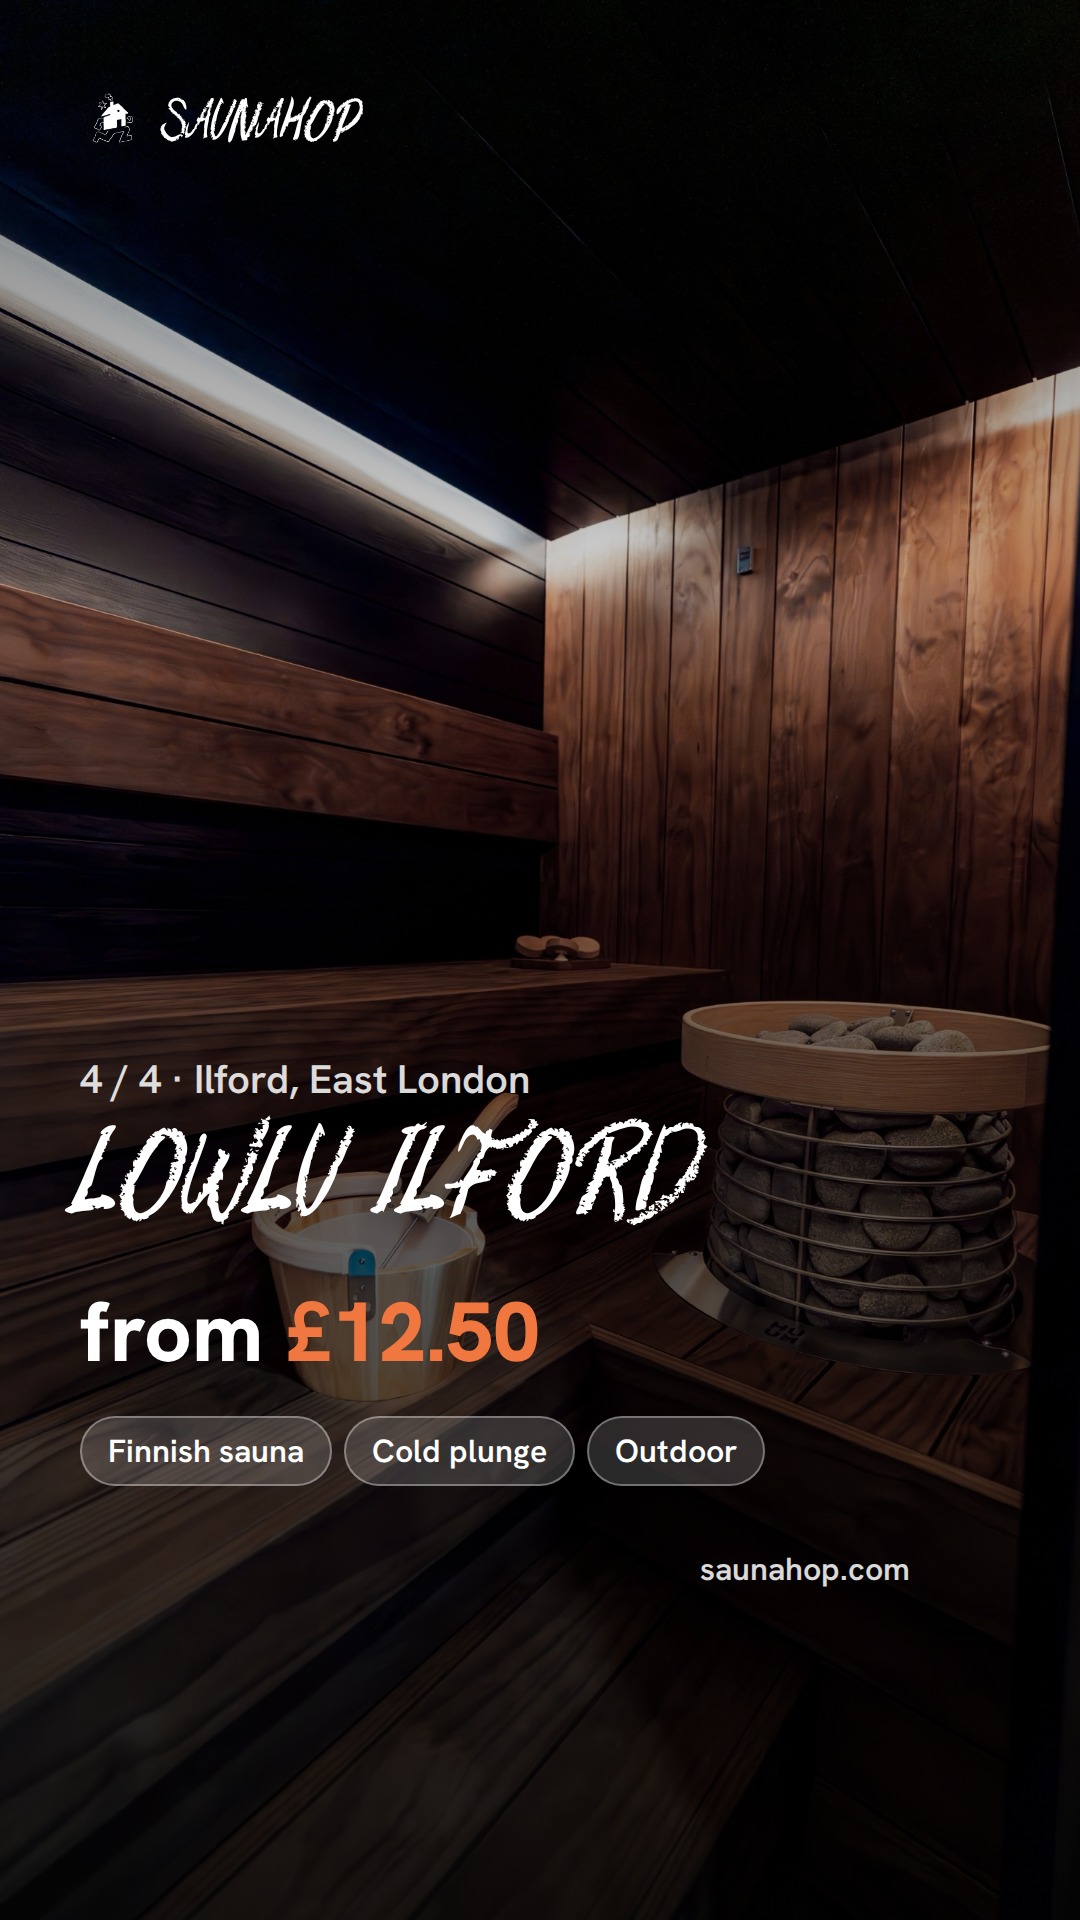 SAUNAHOP
4 / 4 · Ilford, East London
LOWLU ILFORD
from £12.50
Finnish sauna
Cold plunge
Outdoor
saunahop.com